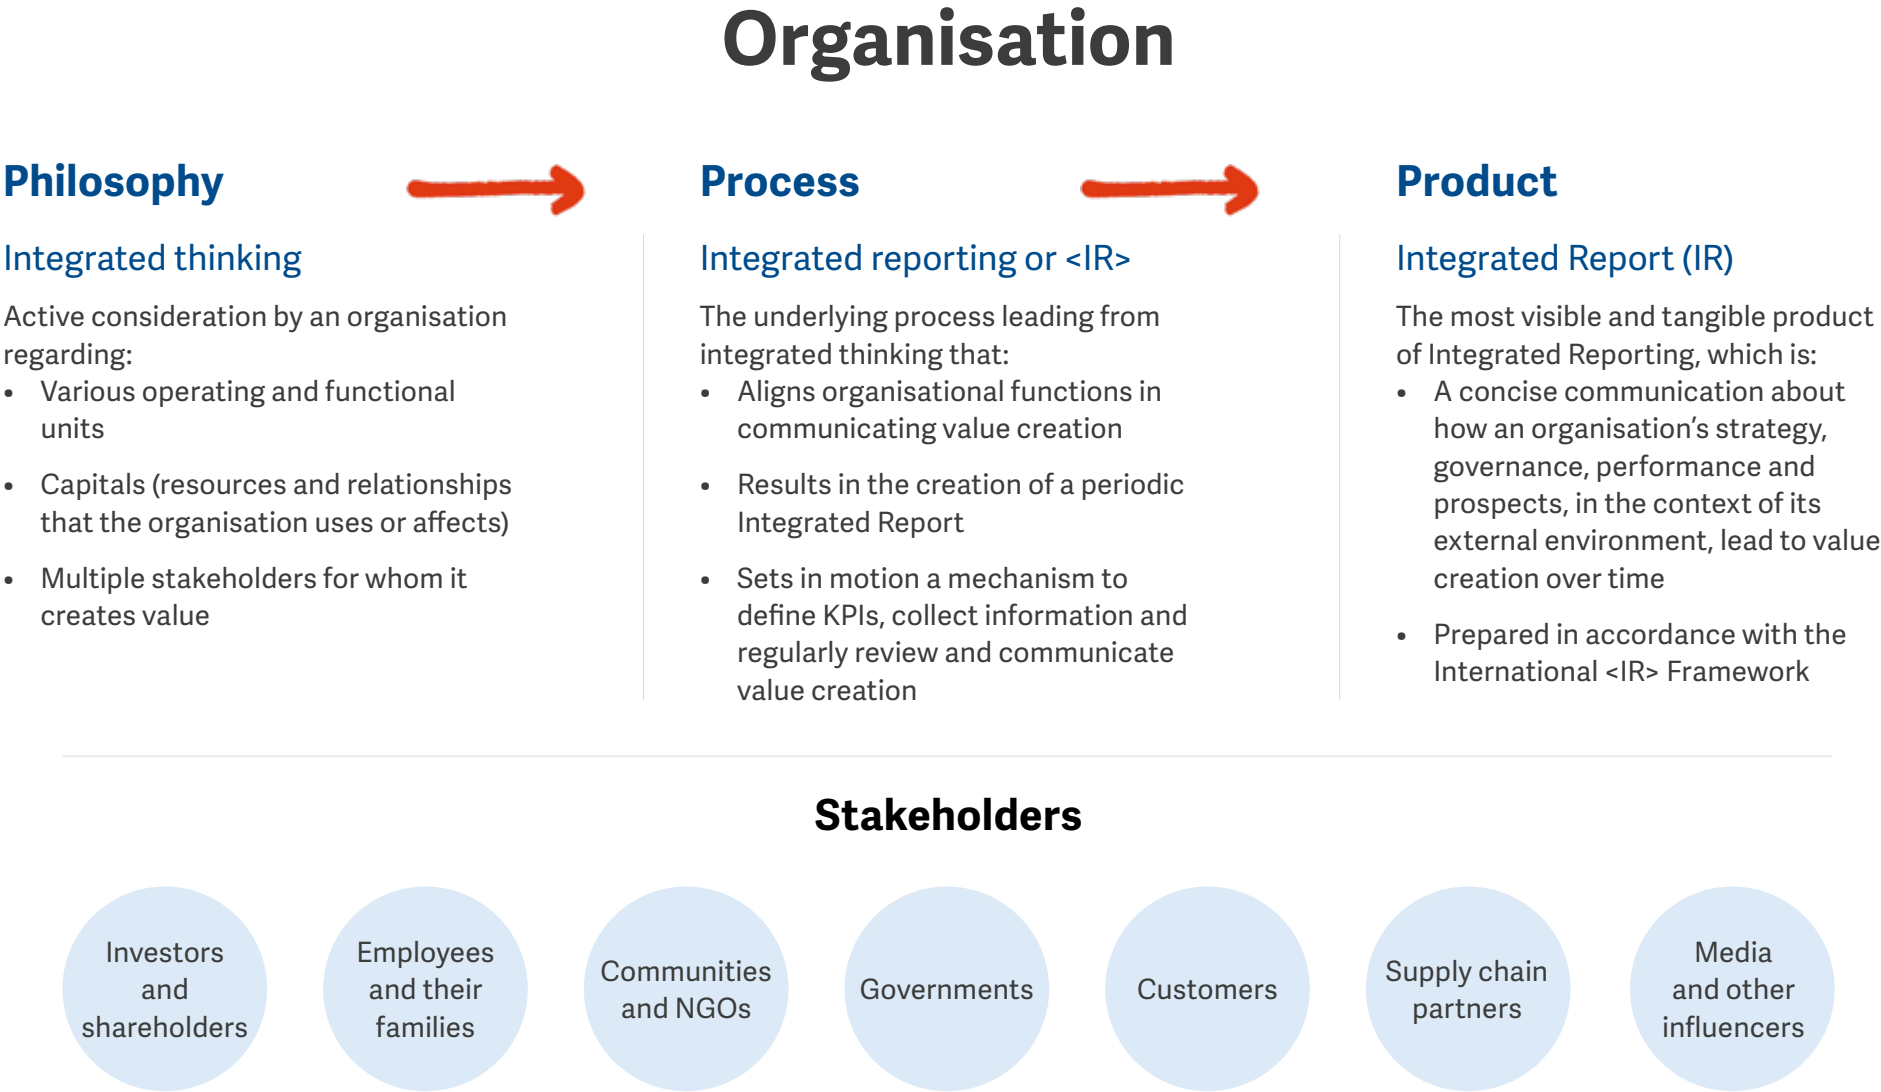 Organisation
Philosophy
Process
Product
Integrated thinking
Active consideration by an organisation
regarding:
• Various operating and functional
units
• Capitals (resources and relationships
that the organisation uses or affects)
• Multiple stakeholders for whom it
creates value
Integrated reporting or <IR>
The underlying process leading from
integrated thinking that:
• Aligns organisational functions in
communicating value creation
• Results in the creation of a periodic
Integrated Report
• Sets in motion a mechanism to
define KPIs, collect information and
regularly review and communicate
value creation
Integrated Report (IR)
The most visible and tangible product
of Integrated Reporting, which is:
• A concise communication about
how an organisation’s strategy,
governance, performance and
prospects, in the context of its
external environment, lead to value
creation over time
• Prepared in accordance with the
International <IR> Framework
Stakeholders
Investors
and
shareholders
Employees
and their
families
Communities
and NGOs
Governments
Customers
Supply chain
partners
Media
and other
influencers